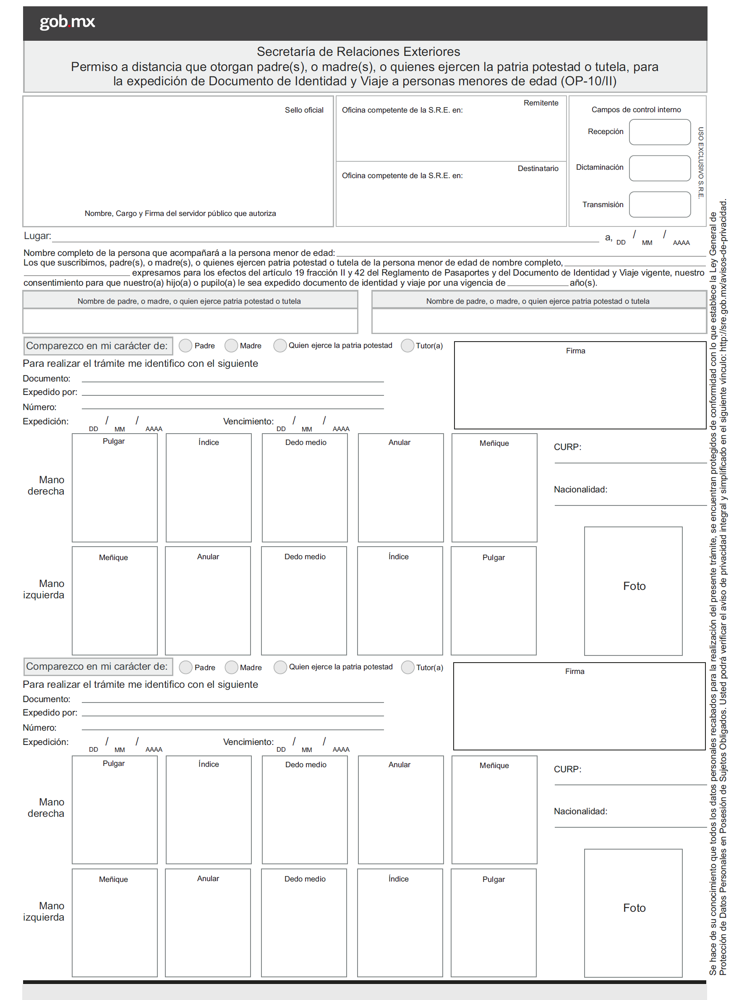 gob.mx
Secretaría de Relaciones Exteriores
Permiso a distancia que otorgan padre(s), o madre(s), o quienes ejercen la patria potestad o tutela, para
la expedición de Documento de Identidad y Viaje a personas menores de edad (OP-10/II)
Sello oficial
Nombre, Cargo y Firma del servidor público que autoriza
Remitente
Oficina competente de la S.R.E. en:
Destinatario
Oficina competente de la S.R.E. en:
Campos de control interno
Recepción
Dictaminación
Transmisión
USO EXCLUSIVO S.R.E.
Lugar: a, DD / MM / AAAA
Nombre completo de la persona que acompañará a la persona menor de edad:
Los que suscribimos, padre(s), o madre(s), o quienes ejercen patria potestad o tutela de la persona menor de edad de nombre completo,
expresamos para los efectos del artículo 19 fracción II y 42 del Reglamento de Pasaportes y del Documento de Identidad y Viaje vigente, nuestro
consentimiento para que nuestro(a) hijo(a) o pupilo(a) le sea expedido documento de identidad y viaje por una vigencia de año(s).
Nombre de padre, o madre, o quien ejerce patria potestad o tutela
Nombre de padre, o madre, o quien ejerce patria potestad o tutela
Comparezco en mi carácter de: Padre Madre Quien ejerce la patria potestad Tutor(a)
Firma
Para realizar el trámite me identifico con el siguiente
Documento:
Expedido por:
Número:
Expedición: DD / MM / AAAA Vencimiento: DD / MM / AAAA
Pulgar Índice Dedo medio Anular Meñique
CURP:
Mano
derecha
Nacionalidad:
Meñique Anular Dedo medio Índice Pulgar
Mano
izquierda
Foto
Comparezco en mi carácter de: Padre Madre Quien ejerce la patria potestad Tutor(a)
Firma
Para realizar el trámite me identifico con el siguiente
Documento:
Expedido por:
Número:
Expedición: DD / MM / AAAA Vencimiento: DD / MM / AAAA
Pulgar Índice Dedo medio Anular Meñique
CURP:
Mano
derecha
Nacionalidad:
Meñique Anular Dedo medio Índice Pulgar
Mano
izquierda
Foto
Se hace de su conocimiento que todos los datos personales recabados para la realización del presente trámite, se encuentran protegidos de conformidad con lo que establece la Ley General de
Protección de Datos Personales en Posesión de Sujetos Obligados. Usted podrá verificar el aviso de privacidad integral y simplificado en el siguiente vínculo: http://sre.gob.mx/avisos-de-privacidad.